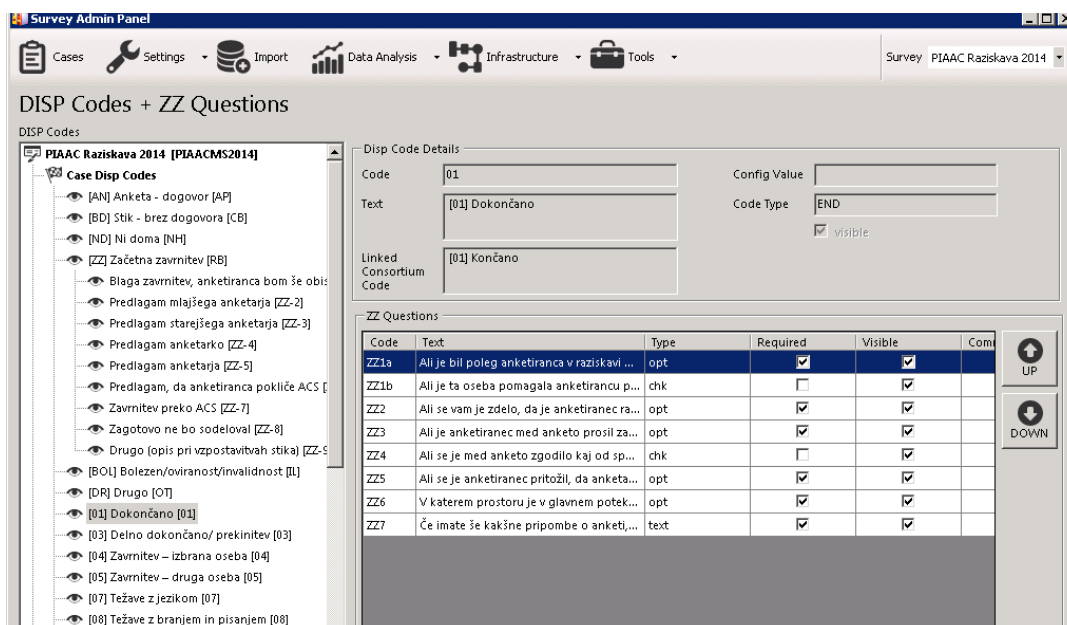 Survey Admin Panel
Cases Settings Import Data Analysis Infrastructure Tools Survey PIAAC Raziskava 2014
DISP Codes + ZZ Questions
DISP Codes
PIAAC Raziskava 2014 [PIAACMS2014]
Case Disp Codes
[AN] Anketa - dogovor [AP]
[BD] Stik - brez dogovora [CB]
[ND] Ni doma [NH]
[ZZ] Začetna zavrnitev [RB]
Blaga zavrnitev, anketiranca bom še obis
Predlagam mlajšega anketarja [ZZ-2]
Predlagam starejšega anketarja [ZZ-3]
Predlagam anketarko [ZZ-4]
Predlagam anketarja [ZZ-5]
Predlagam, da anketiranca pokliče ACS [
Zavrnitev preko ACS [ZZ-7]
Zagotovo ne bo sodeloval [ZZ-8]
Drugo (opis pri vzpostavitvah stika) [ZZ-9
[BOL] Bolezen/oviranost/invalidnost [IL]
[DR] Drugo [OT]
[01] Dokončano [01]
[03] Delno dokončano/ prekinitev [03]
[04] Zavrnitev – izbrana oseba [04]
[05] Zavrnitev – druga oseba [05]
[07] Težave z jezikom [07]
[08] Težave z branjem in pisanjem [08]
Disp Code Details
Code 01 Config Value
Text [01] Dokončano Code Type END
visible
Linked Consortium Code [01] Končano
ZZ Questions
Code Text Type Required Visible Com
ZZ1a Ali je bil poleg anketiranca v raziskavi ... opt
ZZ1b Ali je ta oseba pomagala anketirancu p... chk
ZZ2 Ali se vam je zdelo, da je anketiranec ra... opt
ZZ3 Ali je anketiranec med anketo prosil za... opt
ZZ4 Ali se je med anketo zgodilo kaj od sp... chk
ZZ5 Ali se je anketiranec pritožil, da anketa... opt
ZZ6 V katerem prostoru je v glavnem potek... opt
ZZ7 Če imate še kakšne pripombe o anketi,... text
UP
DOWN